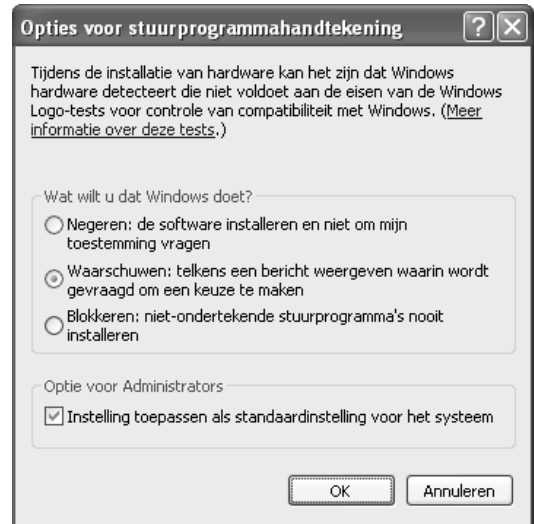 Opties voor stuurprogrammahandtekening
Tijdens de installatie van hardware kan het zijn dat Windows
hardware detecteert die niet voldoet aan de eisen van de Windows
Logo-tests voor controle van compatibiliteit met Windows. (Meer
informatie over deze tests.)
Wat wilt u dat Windows doet?
Negeren: de software installeren en niet om mijn
toestemming vragen
Waarschuwen: telkens een bericht weergeven waarin wordt
gevraagd om een keuze te maken
Blokkeren: niet-ondertekende stuurprogramma's nooit
installeren
Optie voor Administrators
Instelling toepassen als standaardinstelling voor het systeem
OK Annuleren